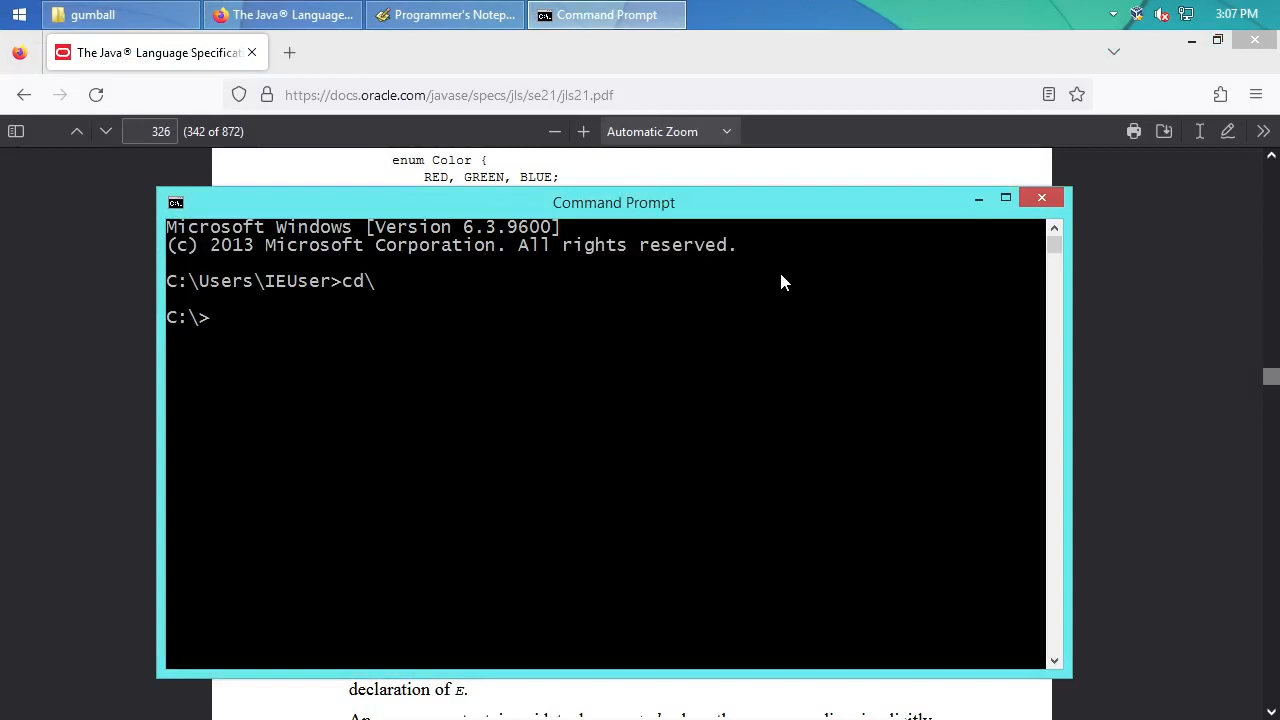 gumball
The Java® Language...
Programmer's Notep...
Command Prompt
3:07 PM
The Java® Language Specificat
https://docs.oracle.com/javase/specs/jls/se21/jls21.pdf
326
(342 of 872)
Automatic Zoom
enum Color {
RED, GREEN, BLUE;
Command Prompt
Microsoft Windows [Version 6.3.9600]
(c) 2013 Microsoft Corporation. All rights reserved.
C:\Users\IEUser>cd\
C:\>
declaration of E.